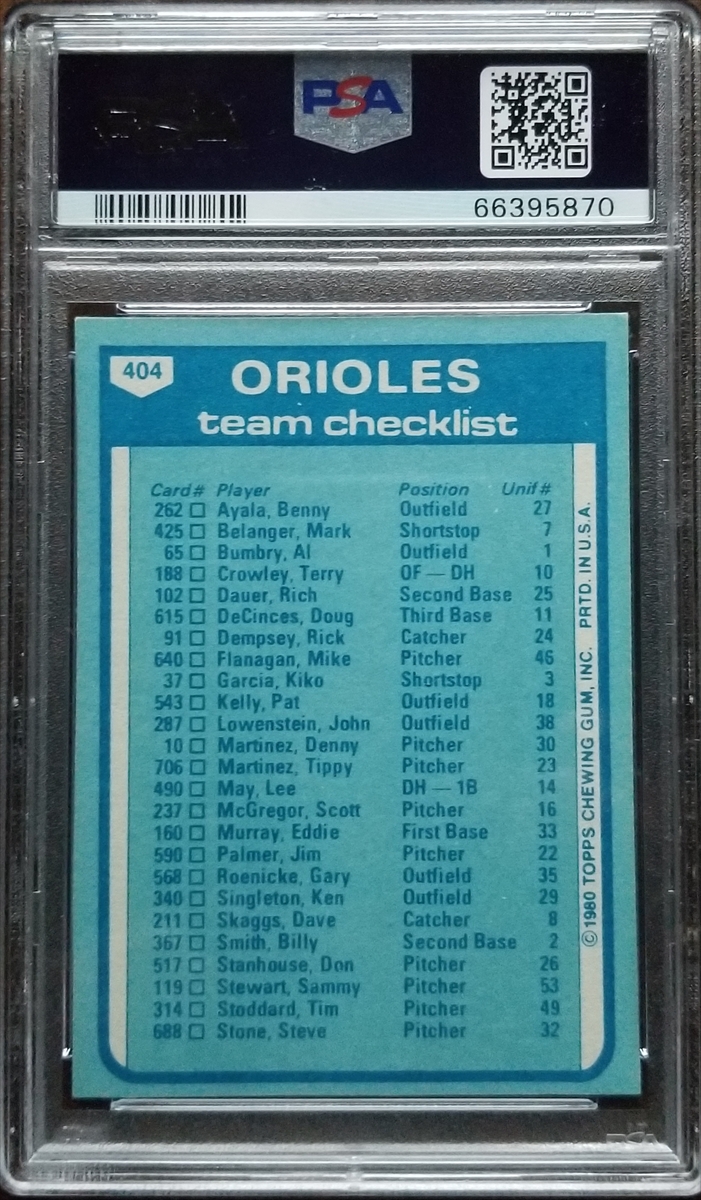 PSA
66395870
404
ORIOLES
team checklist
Card# Player Position Unif#
262 Ayala, Benny Outfield 27
425 Belanger, Mark Shortstop 7
65 Bumbry, Al Outfield 1
188 Crowley, Terry OF — DH 10
102 Dauer, Rich Second Base 25
615 DeCinces, Doug Third Base 11
91 Dempsey, Rick Catcher 24
640 Flanagan, Mike Pitcher 46
37 Garcia, Kiko Shortstop 3
543 Kelly, Pat Outfield 18
287 Lowenstein, John Outfield 38
10 Martinez, Denny Pitcher 30
706 Martinez, Tippy Pitcher 23
490 May, Lee DH — 1B 14
237 McGregor, Scott Pitcher 16
160 Murray, Eddie First Base 33
590 Palmer, Jim Pitcher 22
568 Roenicke, Gary Outfield 35
340 Singleton, Ken Outfield 29
211 Skaggs, Dave Catcher 8
367 Smith, Billy Second Base 2
517 Stanhouse, Don Pitcher 26
119 Stewart, Sammy Pitcher 53
314 Stoddard, Tim Pitcher 49
688 Stone, Steve Pitcher 32
©1980 TOPPS CHEWING GUM, INC. PRTD. IN U.S.A.
PSA